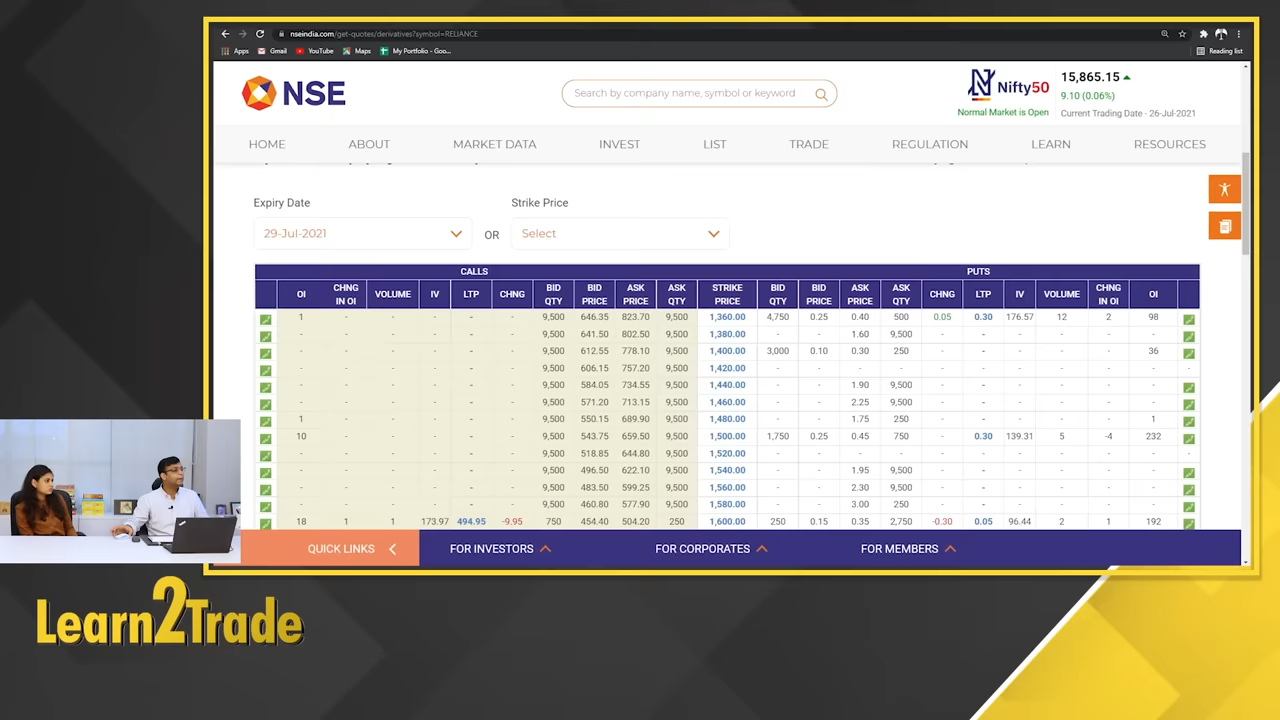 nseindia.com/get-quotes/derivatives?symbol=RELIANCE
Apps Gmail YouTube Maps My Portfolio - Goo... Reading list
NSE
Search by company name, symbol or keyword
Nifty50
Normal Market is Open
15,865.15
9.10 (0.06%)
Current Trading Date - 26-Jul-2021
HOME ABOUT MARKET DATA INVEST LIST TRADE REGULATION LEARN RESOURCES
Expiry Date Strike Price
29-Jul-2021 OR Select
CALLS PUTS
OI CHNG IN OI VOLUME IV LTP CHNG BID QTY BID PRICE ASK PRICE ASK QTY STRIKE PRICE BID QTY BID PRICE ASK PRICE ASK QTY CHNG LTP IV VOLUME CHNG IN OI OI
1 - - - - - 9,500 646.35 823.70 9,500 1,360.00 4,750 0.25 0.40 500 0.05 0.30 176.57 12 2 98
- - - - - - 9,500 641.50 802.50 9,500 1,380.00 - - 1.60 9,500 - - - - - -
- - - - - - 9,500 612.55 778.10 9,500 1,400.00 3,000 0.10 0.30 250 - - - - - 36
- - - - - - 9,500 606.15 757.20 9,500 1,420.00 - - - - - - - - - -
- - - - - - 9,500 584.05 734.55 9,500 1,440.00 - - 1.90 9,500 - - - - - -
- - - - - - 9,500 571.20 713.15 9,500 1,460.00 - - 2.25 9,500 - - - - - -
1 - - - - - 9,500 550.15 689.90 9,500 1,480.00 - - 1.75 250 - - - - - 1
10 - - - - - 9,500 543.75 659.50 9,500 1,500.00 1,750 0.25 0.45 750 - 0.30 139.31 5 -4 232
- - - - - - 9,500 518.85 644.80 9,500 1,520.00 - - - - - - - - - -
- - - - - - 9,500 496.50 622.10 9,500 1,540.00 - - 1.95 9,500 - - - - - -
- - - - - - 9,500 483.50 599.25 9,500 1,560.00 - - 2.30 9,500 - - - - - -
- - - - - - 9,500 460.80 577.90 9,500 1,580.00 - - 3.00 250 - - - - - -
18 1 1 173.97 494.95 -9.95 750 454.40 504.20 250 1,600.00 250 0.15 0.35 2,750 -0.30 0.05 96.44 2 1 192
QUICK LINKS FOR INVESTORS FOR CORPORATES FOR MEMBERS
Learn2Trade